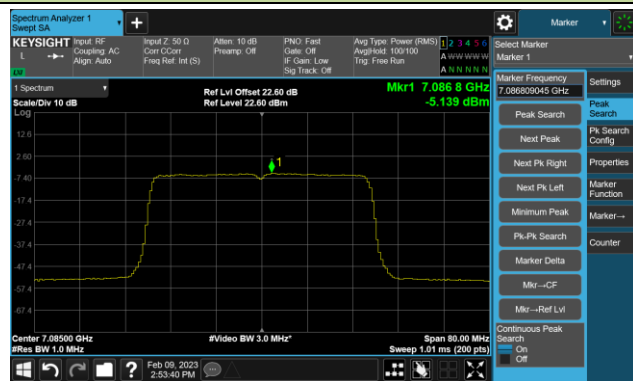 Spectrum Analyzer 1
Swept SA
Marker
KEYSIGHT
L
LXI
Input: RF
Coupling: AC
Align: Auto
Input Z: 50 Ω
Corr CCorr
Freq Ref: Int (S)
Atten: 10 dB
Preamp: Off
PNO: Fast
Gate: Off
IF Gain: Low
Sig Track: Off
Avg Type: Power (RMS)
Avg|Hold: 100/100
Trig: Free Run
1 2 3 4 5 6
A W W W W W
A N N N N N
Select Marker
Marker 1
1 Spectrum
Scale/Div 10 dB
Log
Ref Lvl Offset 22.60 dB
Ref Level 22.60 dBm
Mkr1 7.086 8 GHz
-5.139 dBm
12.6
2.60
-7.40
-17.4
-27.4
-37.4
-47.4
-57.4
-67.4
1
Center 7.08500 GHz
#Res BW 1.0 MHz
#Video BW 3.0 MHz*
Span 80.00 MHz
Sweep 1.01 ms (200 pts)
Marker Frequency
7.086809045 GHz
Peak Search
Next Peak
Next Pk Right
Next Pk Left
Minimum Peak
Pk-Pk Search
Marker Delta
Mkr→CF
Mkr→Ref Lvl
Continuous Peak
Search
On
Off
Settings
Peak
Search
Pk Search
Config
Properties
Marker
Function
Marker→
Counter
?
Feb 09, 2023
2:53:40 PM